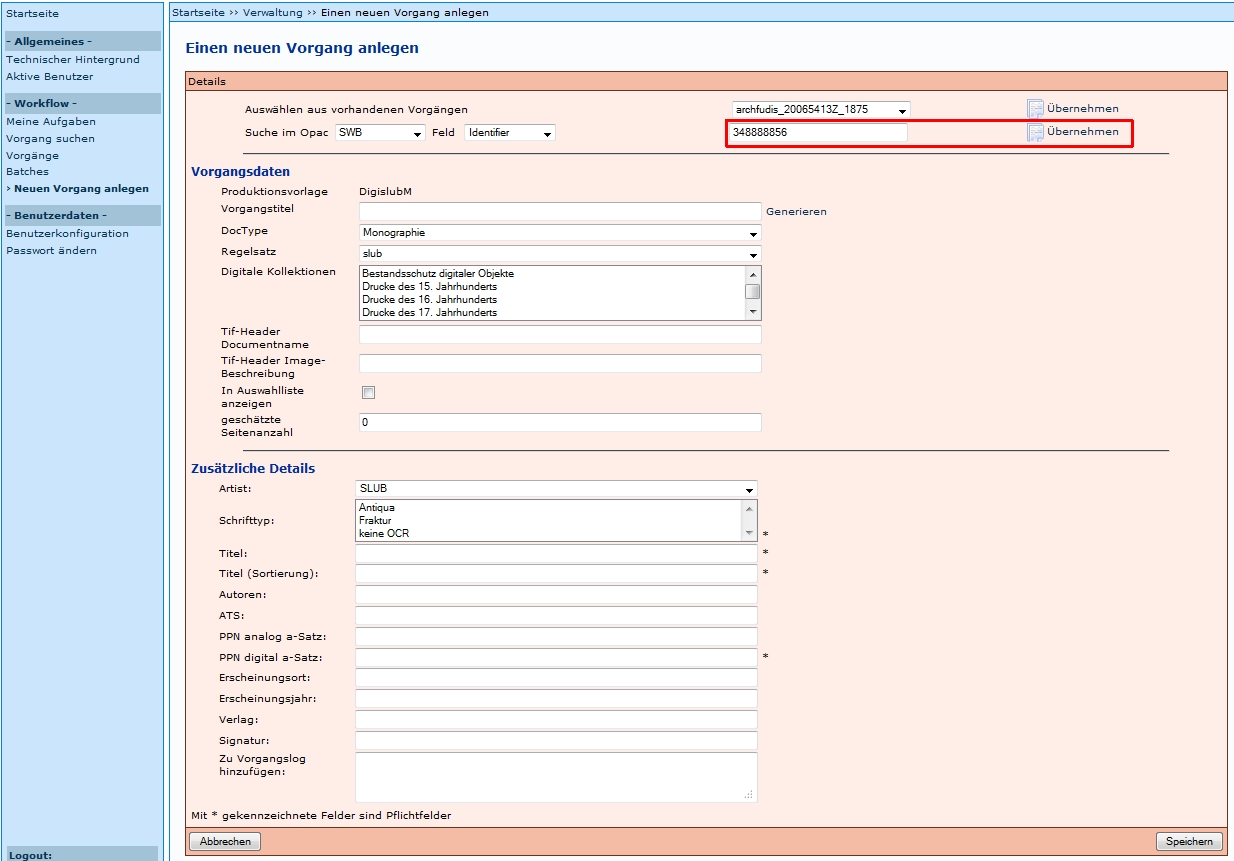 Startseite
- Allgemeines -
Technischer Hintergrund
Aktive Benutzer
- Workflow -
Meine Aufgaben
Vorgang suchen
Vorgänge
Batches
› Neuen Vorgang anlegen
- Benutzerdaten -
Benutzerkonfiguration
Passwort ändern
Logout:
Startseite ›› Verwaltung ›› Einen neuen Vorgang anlegen
Einen neuen Vorgang anlegen
Details
Auswählen aus vorhandenen Vorgängen archfudis_20065413Z_1875 Übernehmen
Suche im Opac SWB Feld Identifier 348888856 Übernehmen
Vorgangsdaten
Produktionsvorlage DigislubM
Vorgangstitel Generieren
DocType Monographie
Regelsatz slub
Digitale Kollektionen Bestandsschutz digitaler Objekte
Drucke des 15. Jahrhunderts
Drucke des 16. Jahrhunderts
Drucke des 17. Jahrhunderts
Tif-Header
Documentname
Tif-Header Image-
Beschreibung
In Auswahlliste
anzeigen
geschätzte
Seitenanzahl 0
Zusätzliche Details
Artist: SLUB
Schrifttyp: Antiqua
Fraktur
keine OCR *
Titel: *
Titel (Sortierung): *
Autoren:
ATS:
PPN analog a-Satz:
PPN digital a-Satz: *
Erscheinungsort:
Erscheinungsjahr:
Verlag:
Signatur:
Zu Vorgangslog
hinzufügen:
Mit * gekennzeichnete Felder sind Pflichtfelder
Abbrechen Speichern